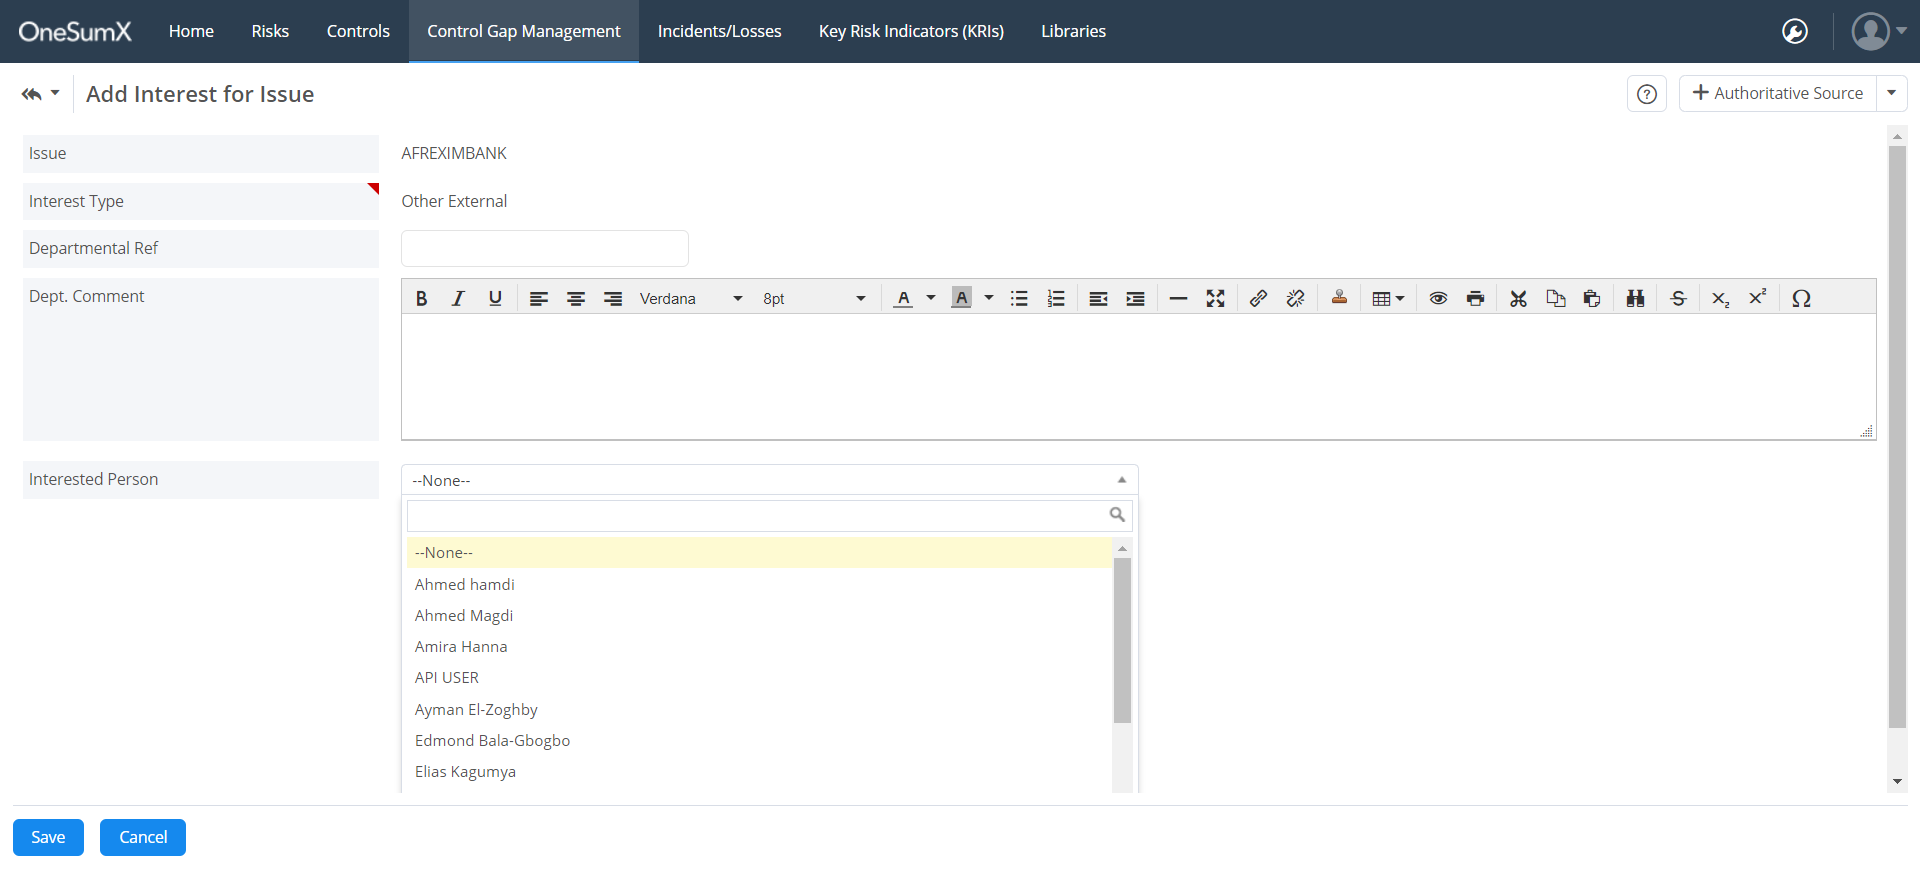 OneSumX Home Risks Controls Control Gap Management Incidents/Losses Key Risk Indicators (KRIs) Libraries
Add Interest for Issue
? + Authoritative Source
Issue AFREXIMBANK
Interest Type Other External
Departmental Ref
Dept. Comment
B I U Verdana 8pt A A S X₂ X² Ω
Interested Person
--None--
--None--
Ahmed hamdi
Ahmed Magdi
Amira Hanna
API USER
Ayman El-Zoghby
Edmond Bala-Gbogbo
Elias Kagumya
Save Cancel